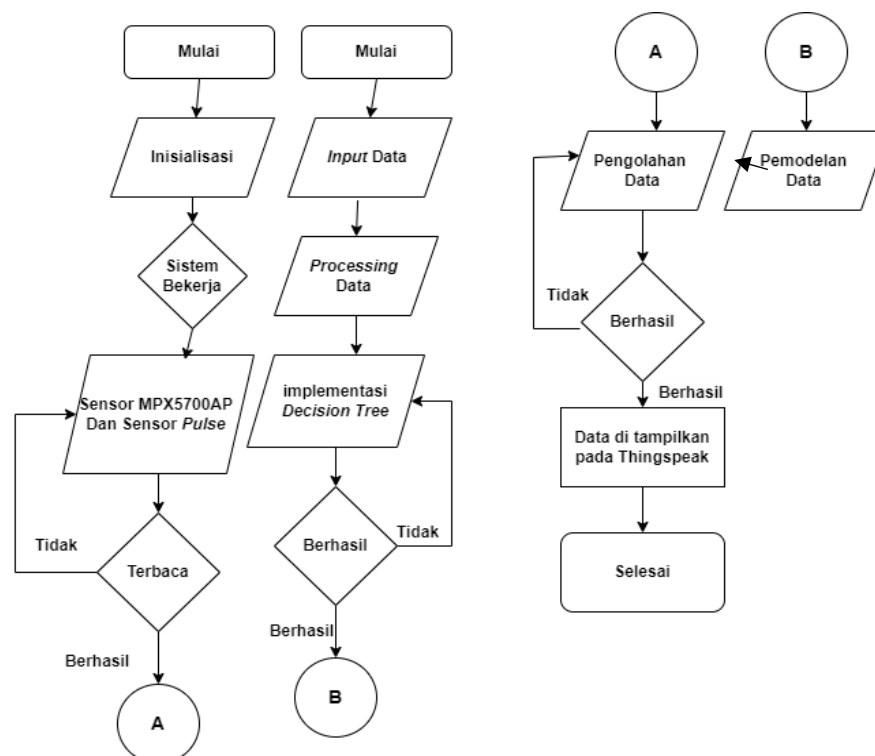 Mulai
Inisialisasi
Sistem
Bekerja
Sensor MPX5700AP
Dan Sensor Pulse
Tidak
Terbaca
Berhasil
A
Mulai
Input Data
Processing
Data
implementasi
Decision Tree
Berhasil
Tidak
Berhasil
B
A
Pengolahan
Data
Tidak
Berhasil
Berhasil
Data di tampilkan
pada Thingspeak
Selesai
B
Pemodelan
Data